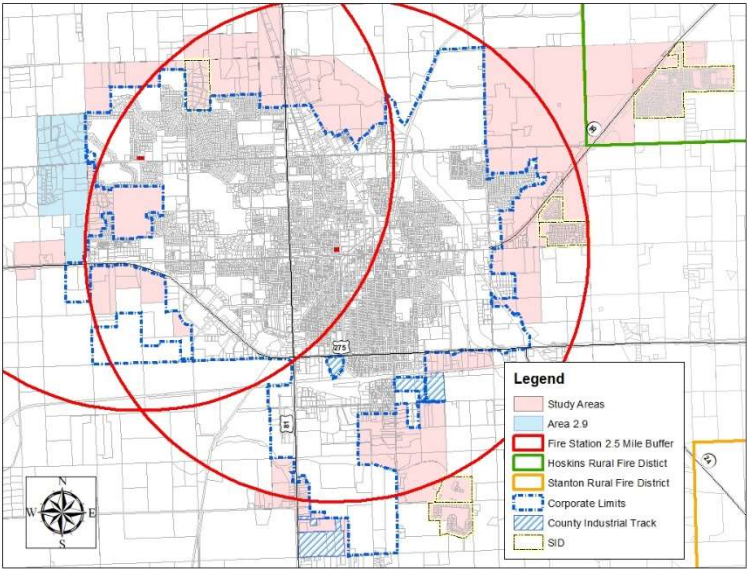 35
275
81
24
N
W
E
S
Legend
Study Areas
Area 2.9
Fire Station 2.5 Mile Buffer
Hoskins Rural Fire Distict
Stanton Rural Fire District
Corporate Limits
County Industrial Track
SID